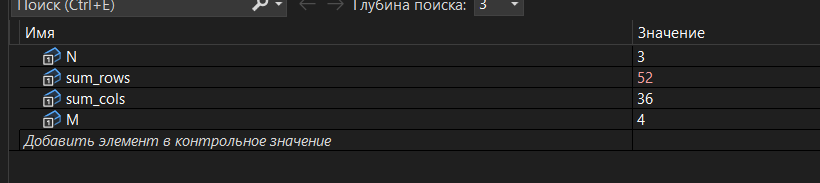 Поиск (Ctrl+E) Глубина поиска: 3
Имя Значение
N 3
sum_rows 52
sum_cols 36
M 4
Добавить элемент в контрольное значение